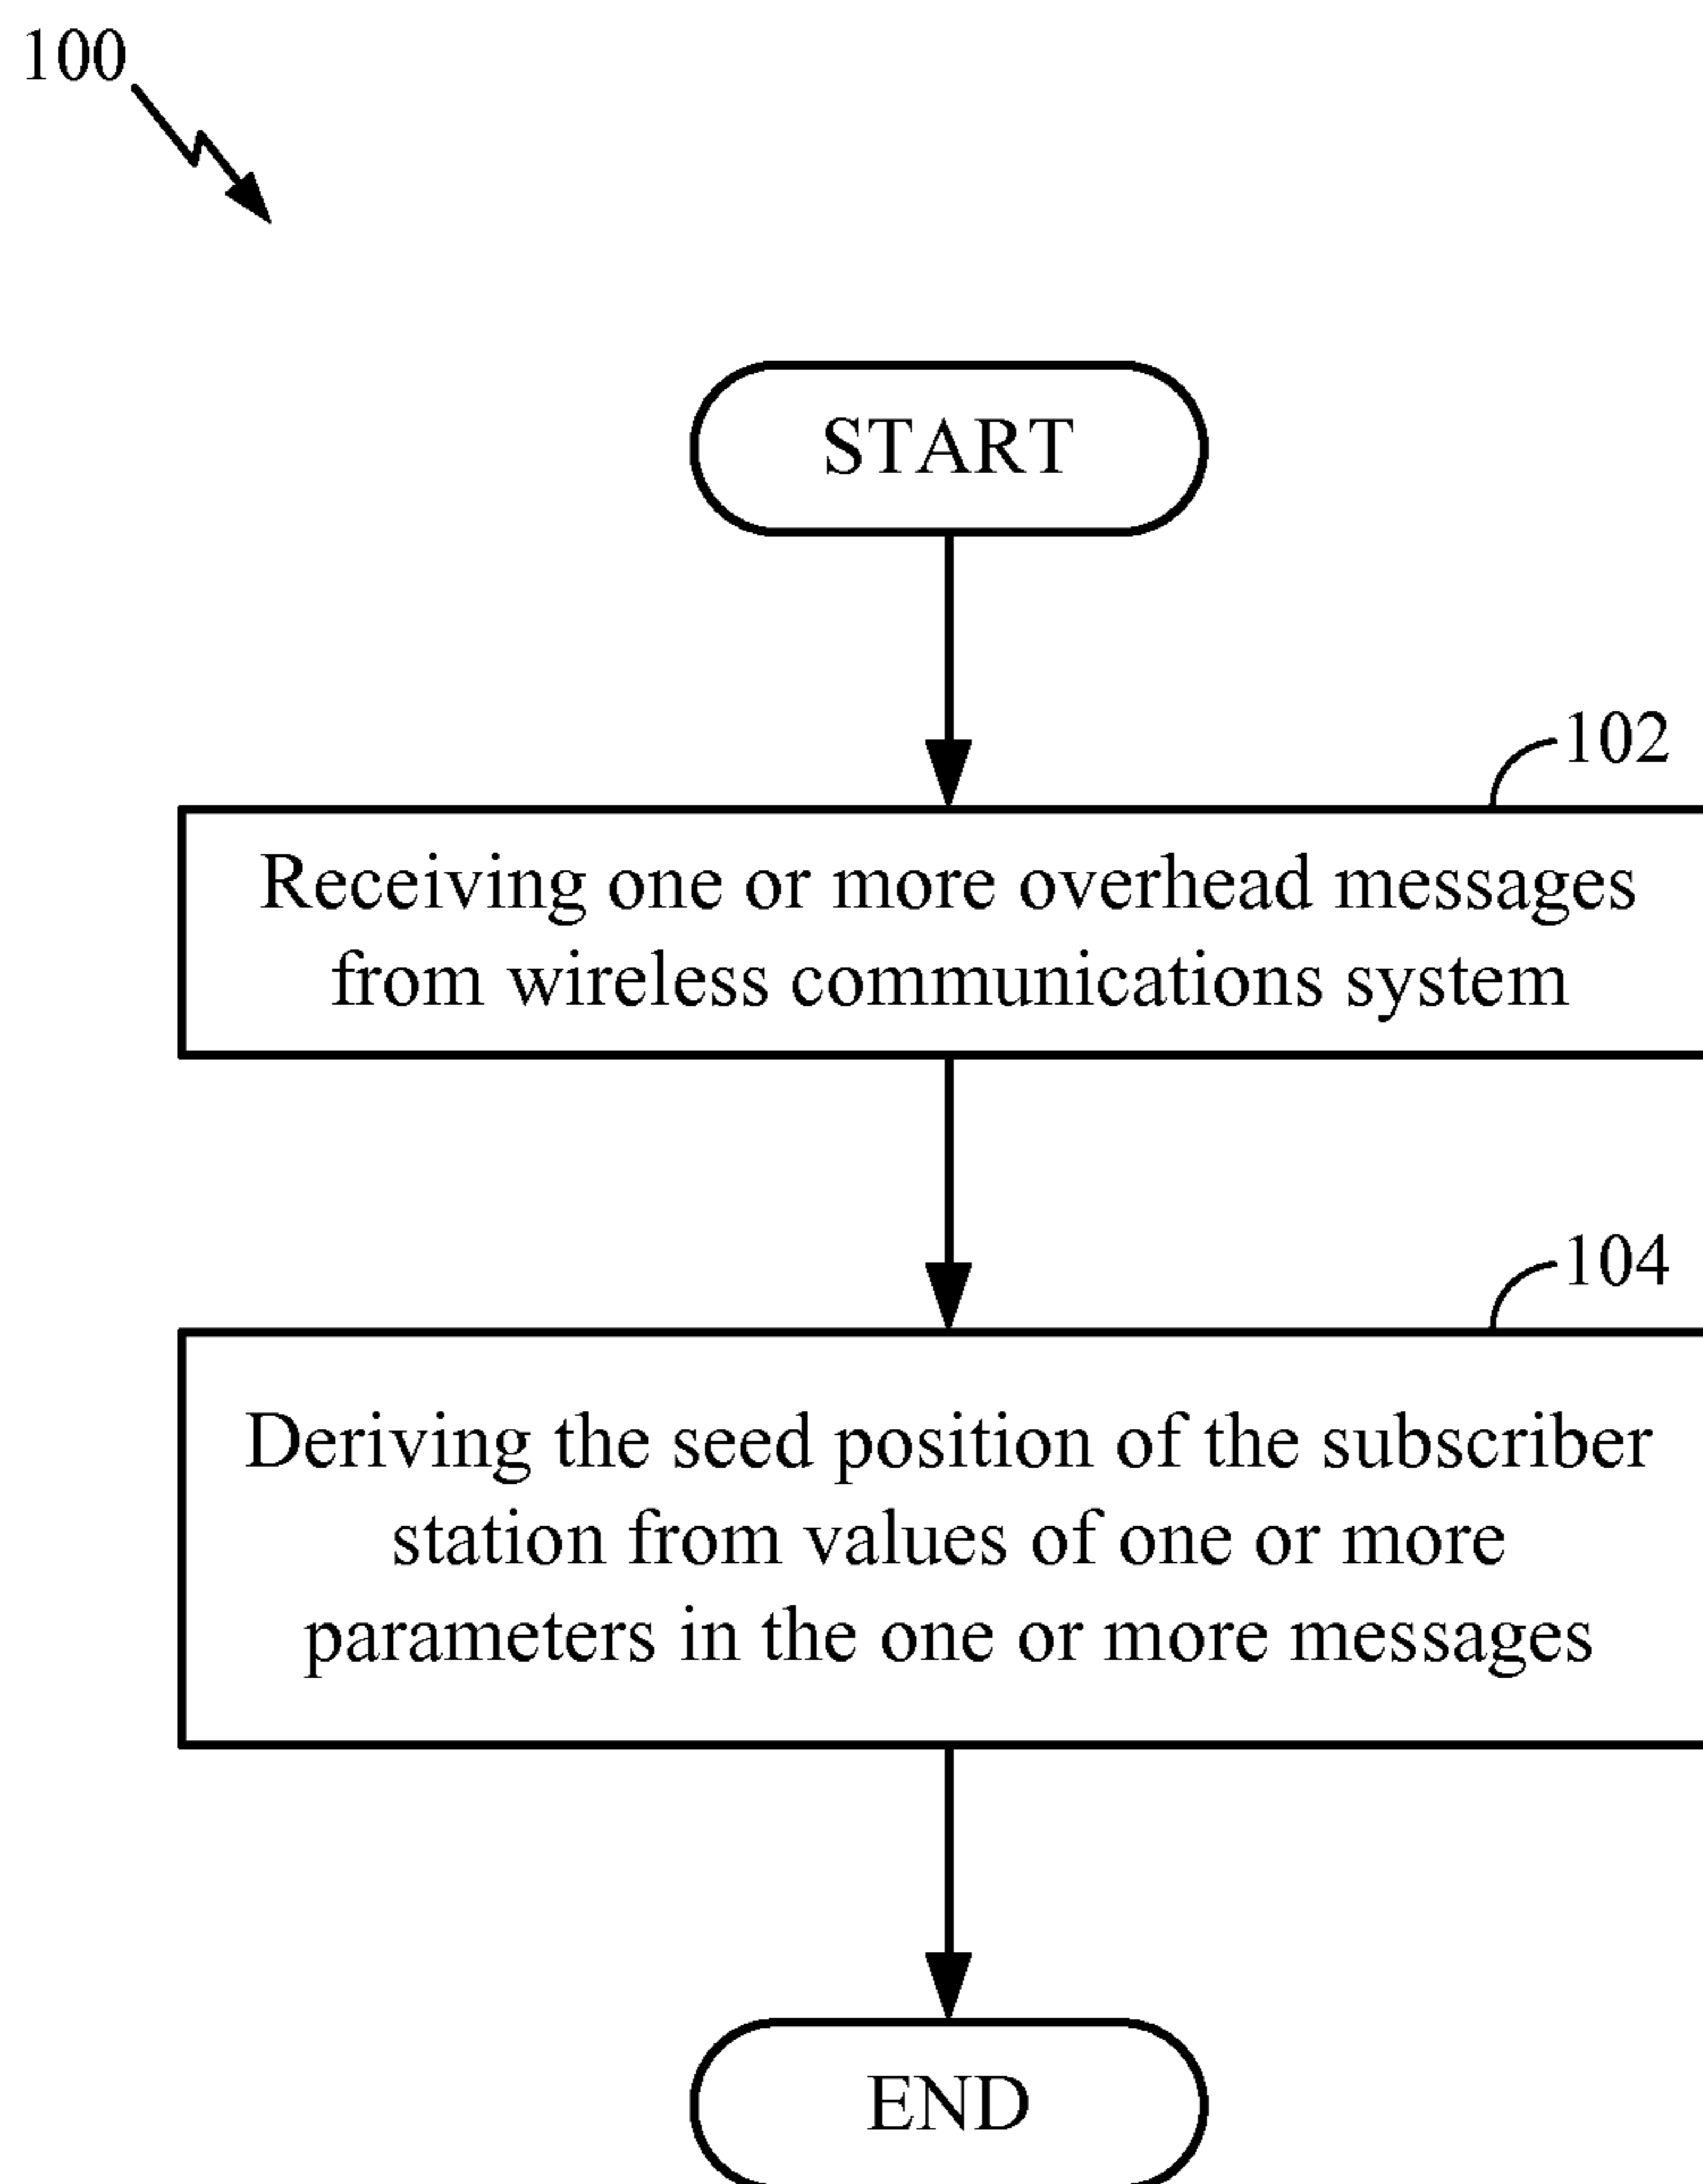 100
START
102
Receiving one or more overhead messages
from wireless communications system
104
Deriving the seed position of the subscriber
station from values of one or more
parameters in the one or more messages
END